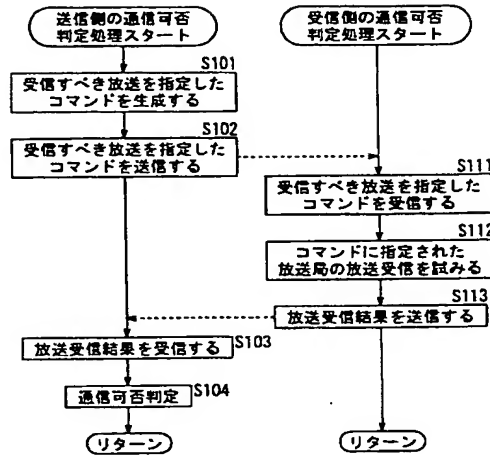 送信側の通信可否
判定処理スタート
S101
受信すべき放送を指定した
コマンドを生成する
S102
受信すべき放送を指定した
コマンドを送信する
放送受信結果を受信する
S103
通信可否判定
S104
リターン
受信側の通信可否
判定処理スタート
S111
受信すべき放送を指定した
コマンドを受信する
S112
コマンドに指定された
放送局の放送受信を試みる
S113
放送受信結果を送信する
リターン